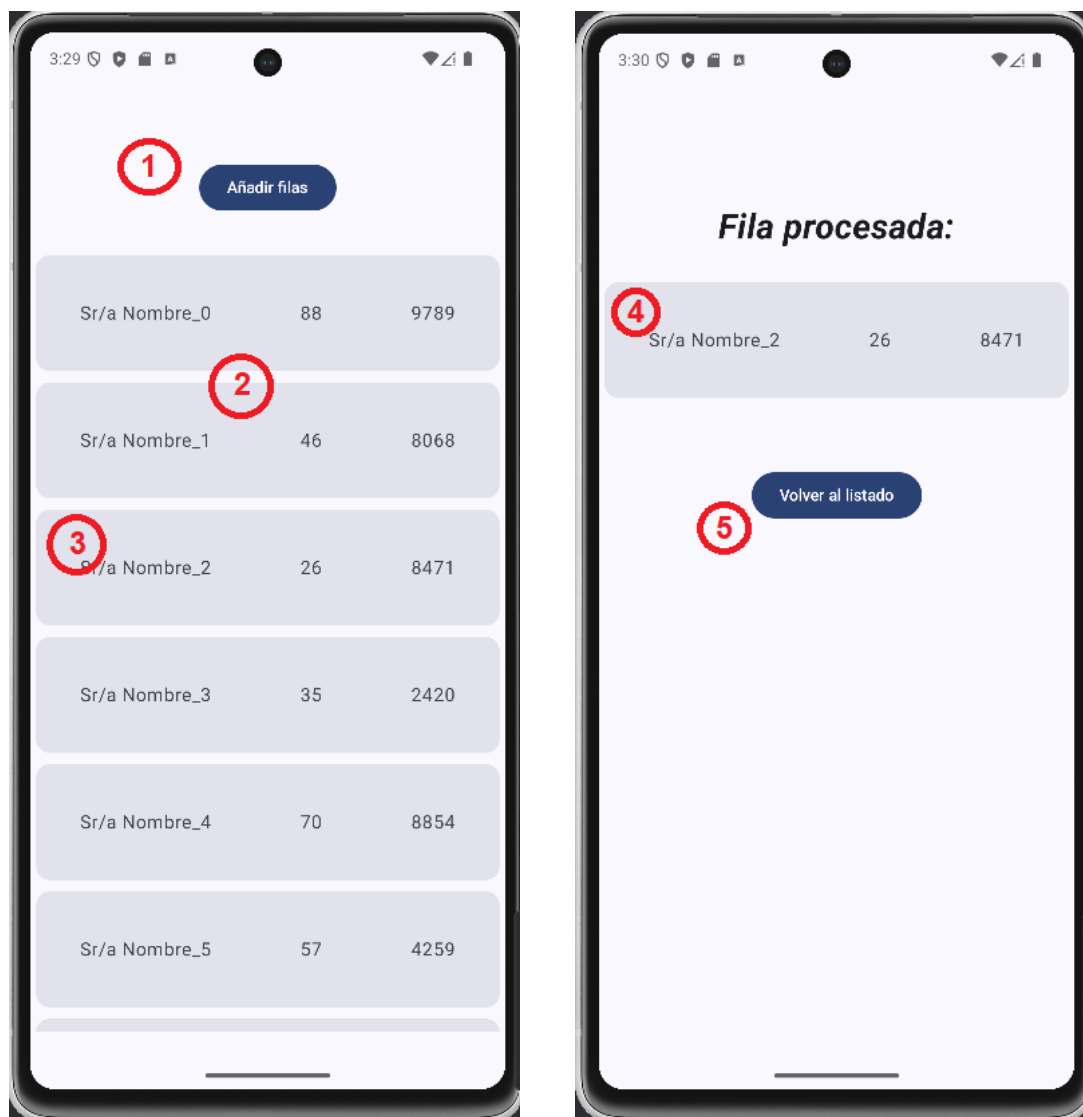 3:29
1
Añadir filas
Sr/a Nombre_0 88 9789
2
Sr/a Nombre_1 46 8068
3
Sr/a Nombre_2 26 8471
Sr/a Nombre_3 35 2420
Sr/a Nombre_4 70 8854
Sr/a Nombre_5 57 4259
3:30
Fila procesada:
4
Sr/a Nombre_2 26 8471
Volver al listado
5